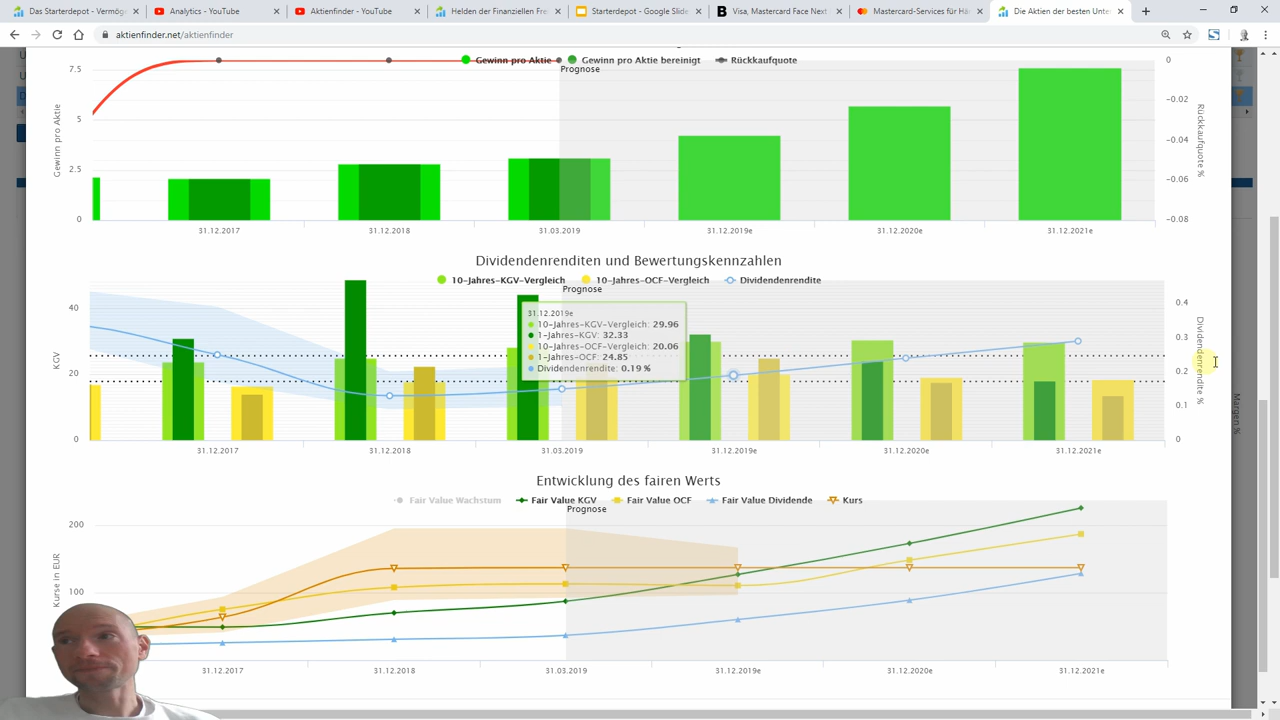 Das Starterdepot - Vermög
Analytics - YouTube
Aktienfinder - YouTube
Helden der Finanziellen Fre
Starterdepot - Google Slide
Visa, Mastercard Face Next
Mastercard-Services für Hä
Die Aktien der besten Unter
aktienfinder.net/aktienfinder
Gewinn pro Aktie
Gewinn pro Aktie bereinigt
Rückkaufquote
Prognose
7.5
5
2.5
0
Gewinn pro Aktie
0
-0.02
-0.04
-0.06
-0.08
Rückkaufquote %
31.12.2017
31.12.2018
31.03.2019
31.12.2019e
31.12.2020e
31.12.2021e
Dividendenrenditen und Bewertungskennzahlen
10-Jahres-KGV-Vergleich
10-Jahres-OCF-Vergleich
Dividendenrendite
Prognose
40
20
0
KGV
31.12.2019e
10-Jahres-KGV-Vergleich: 29.96
1-Jahres-KGV: 32.33
10-Jahres-OCF-Vergleich: 20.06
1-Jahres-OCF: 24.85
Dividendenrendite: 0.19 %
0.4
0.3
0.2
0.1
0
Dividendenrendite %
Margen %
31.12.2017
31.12.2018
31.03.2019
31.12.2019e
31.12.2020e
31.12.2021e
Entwicklung des fairen Werts
Fair Value Wachstum
Fair Value KGV
Fair Value OCF
Fair Value Dividende
Kurs
Prognose
200
100
Kurse in EUR
31.12.2017
31.12.2018
31.03.2019
31.12.2019e
31.12.2020e
31.12.2021e